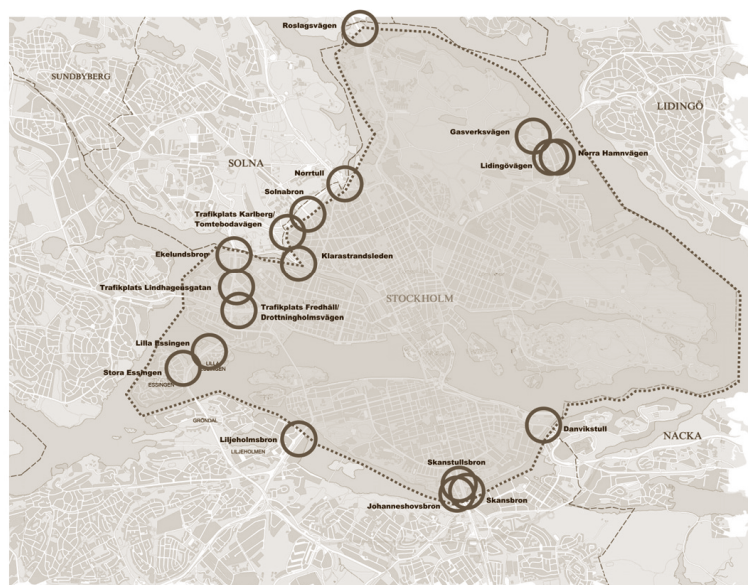 Roslagsvägen
SUNDBYBERG
LIDINGÖ
Gasverksvägen
Norra Hamnvägen
Lidingövägen
SOLNA
Norrtull
Solnabron
Trafikplats Karlberg/
Tomtebodavägen
Ekelundsbron
Klarastrandsleden
Trafikplats Lindhagensgatan
STOCKHOLM
Trafikplats Fredhäll/
Drottningholmsvägen
Lilla Essingen
LILLA
Stora Essingen
ESSINGEN
GRÖNDAL
Liljeholmsbron
LILJEHOLMEN
Danvikstull
NACKA
Skanstullsbron
Skansbron
Johanneshovsbron